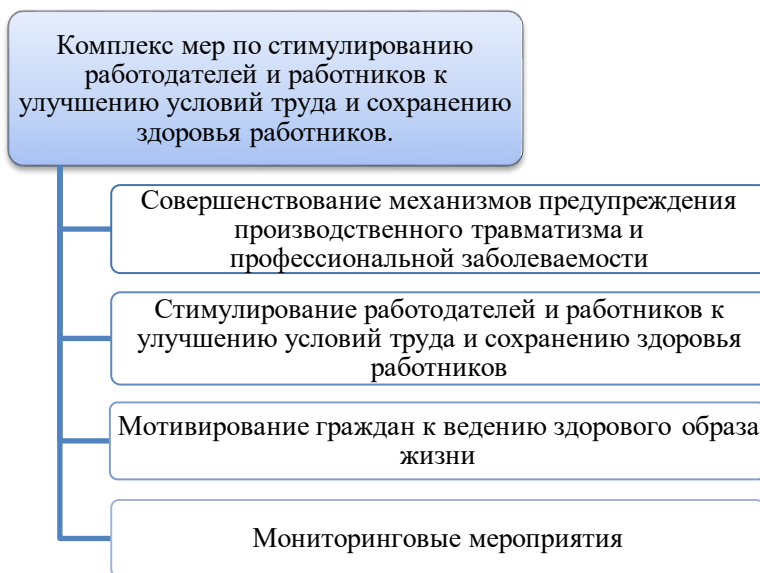 Комплекс мер по стимулированию
работодателей и работников к
улучшению условий труда и сохранению
здоровья работников.
Совершенствование механизмов предупреждения
производственного травматизма и
профессиональной заболеваемости
Стимулирование работодателей и работников к
улучшению условий труда и сохранению здоровья
работников
Мотивирование граждан к ведению здорового образа
жизни
Мониторинговые мероприятия